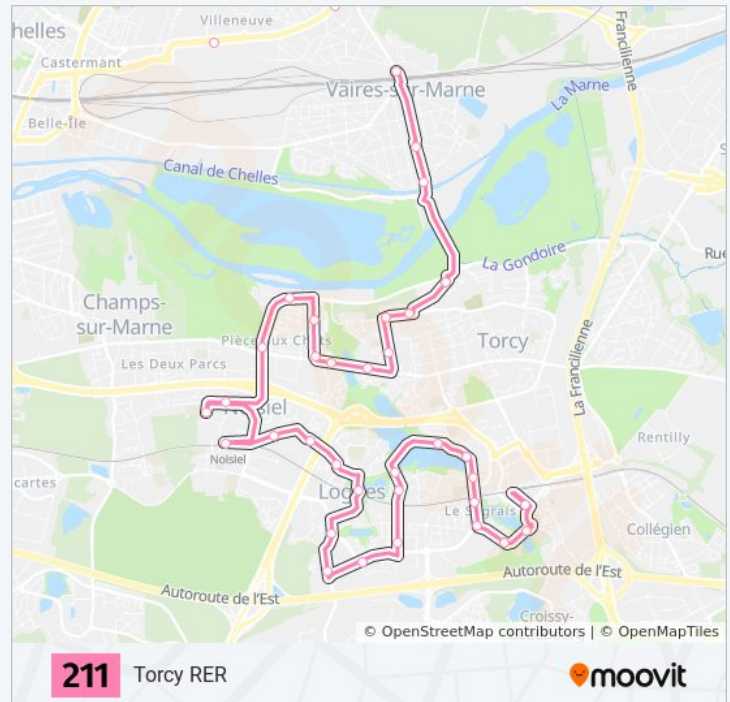 helles
Villeneuve
Castermant
Francilienne
Vaires-sur-Marne
La Marne
Belle-Île
Canal de Chelles
La Gondoire
Rue
Champs-
sur-Marne
Pièce aux Chats
Torcy
La Francilienne
Les Deux Parcs
Noisiel
Rentilly
Noisiel
cartes
Lognes
Le Segrais
Collégien
Autoroute de l'Est
Autoroute de l'Est
Croissy-
© OpenStreetMap contributors | © OpenMapTiles
211 Torcy RER
moovit